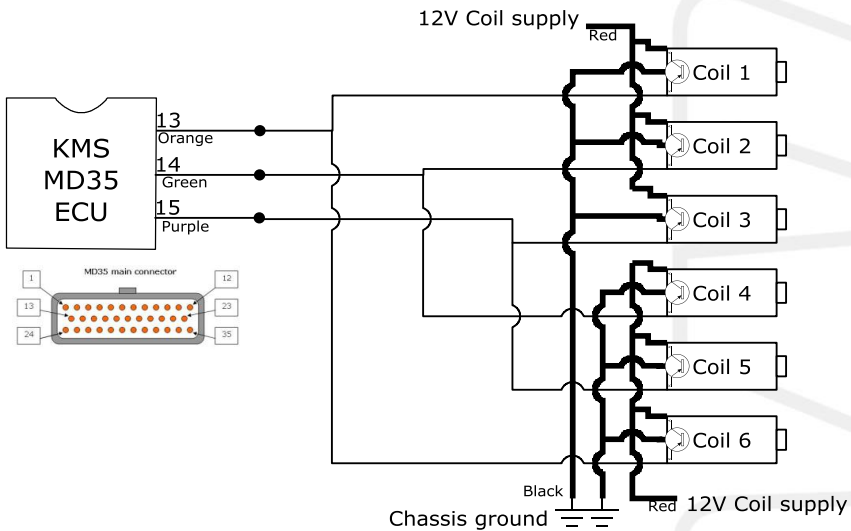 12V Coil supply
Red
Coil 1
13
Orange
Coil 2
KMS
MD35
ECU
14
Green
15
Purple
Coil 3
MD35 main connector
1
12
13
23
24
35
Coil 4
Coil 5
Coil 6
Black
Red
12V Coil supply
Chassis ground